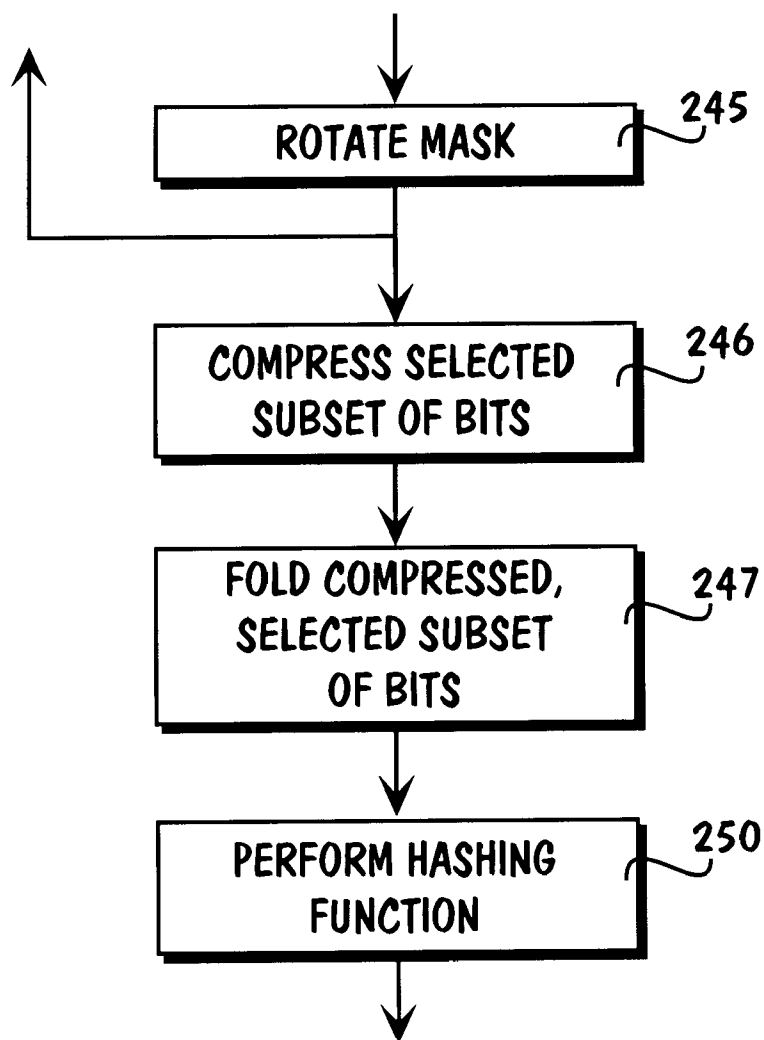 245
ROTATE MASK
246
COMPRESS SELECTED
SUBSET OF BITS
247
FOLD COMPRESSED,
SELECTED SUBSET
OF BITS
250
PERFORM HASHING
FUNCTION